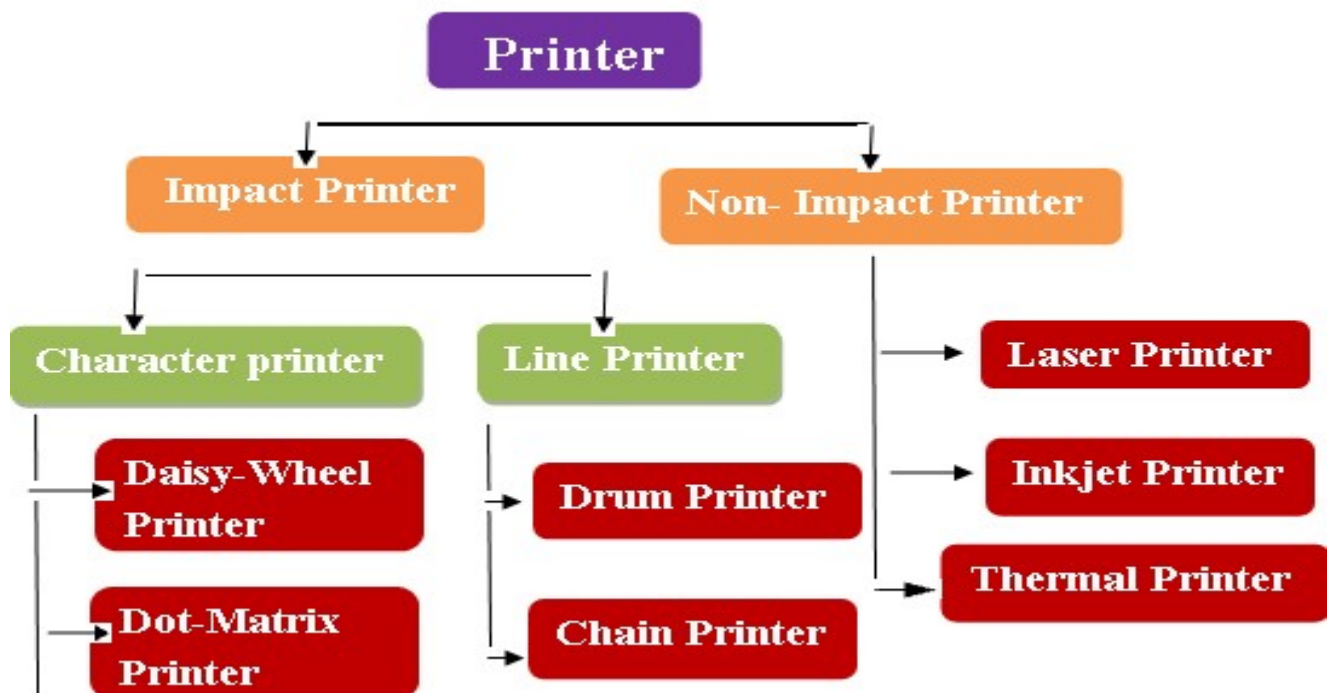 Printer
Impact Printer
Non- Impact Printer
Character printer
Line Printer
Laser Printer
Daisy-Wheel
Printer
Drum Printer
Inkjet Printer
Dot-Matrix
Printer
Chain Printer
Thermal Printer